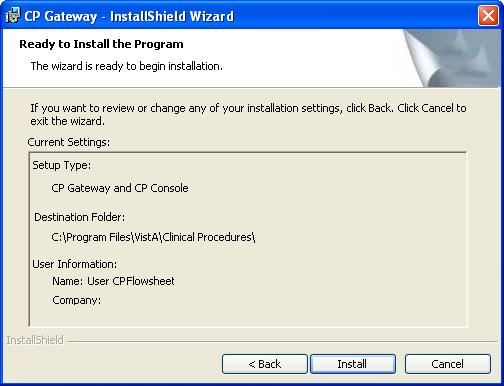 CP Gateway - InstallShield Wizard
Ready to Install the Program
The wizard is ready to begin installation.
If you want to review or change any of your installation settings, click Back. Click Cancel to
exit the wizard.
Current Settings:
Setup Type:
CP Gateway and CP Console
Destination Folder:
C:\Program Files\VistA\Clinical Procedures\
User Information:
Name: User CPFlowsheet
Company:
InstallShield
< Back
Install
Cancel